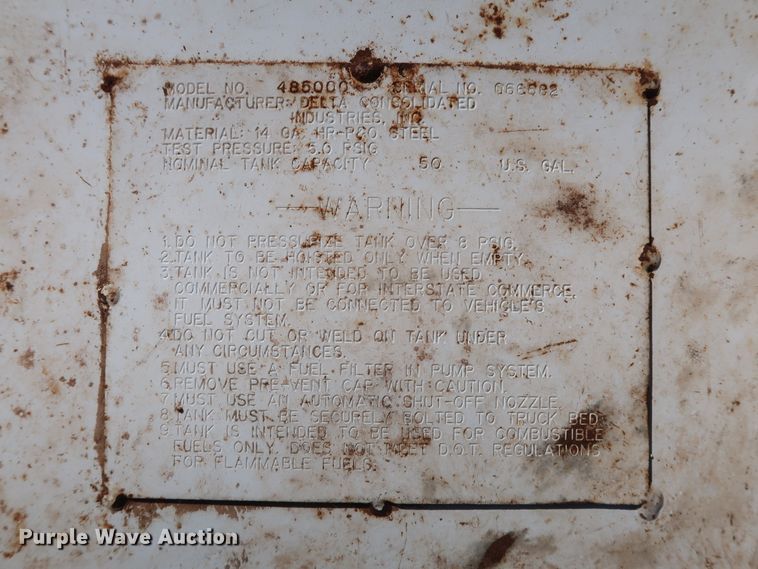 MODEL NO. 485000 SERIAL NO.
MANUFACTURER: DELTA CONSOLIDATED
INDUSTRIES, INC.
MATERIAL: 14 GA. HR-P&O STEEL
TEST PRESSURE: 5.0 PSIG
NOMINAL TANK CAPACITY 50 U.S. GAL.
WARNING
1. DO NOT PRESSURIZE TANK OVER 8 PSIG.
2. TANK TO BE HOISTED ONLY WHEN EMPTY.
3. TANK IS NOT INTENDED TO BE USED
COMMERCIALLY OR FOR INTERSTATE COMMERCE.
IT MUST NOT BE CONNECTED TO VEHICLE'S
FUEL SYSTEM.
4. DO NOT CUT OR WELD ON TANK UNDER
ANY CIRCUMSTANCES.
5. MUST USE A FUEL FILTER IN PUMP SYSTEM.
6. REMOVE PRE-VENT CAP WITH CAUTION.
7. MUST USE AN AUTOMATIC SHUT-OFF NOZZLE.
8. TANK MUST BE SECURELY BOLTED TO TRUCK BED.
9. TANK IS INTENDED TO BE USED FOR COMBUSTIBLE
FUELS ONLY. DOES NOT MEET D.O.T. REGULATIONS
FOR FLAMMABLE FUELS.
Purple Wave Auction